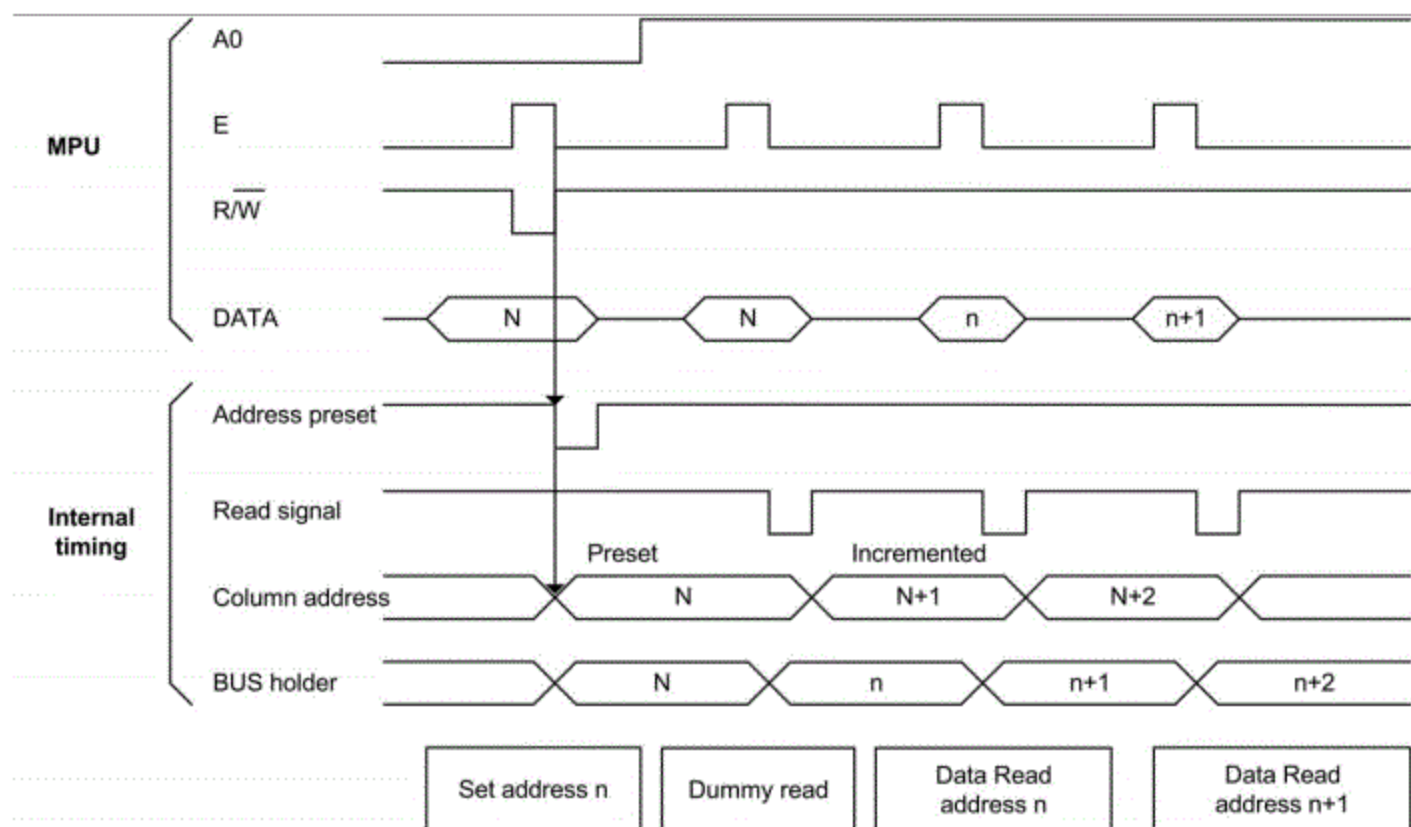 A0
E
MPU
R/W
DATA
N
N
n
n+1
Address preset
Read signal
Internal
timing
Preset
Incremented
Column address
N
N+1
N+2
BUS holder
N
n
n+1
n+2
Set address n
Dummy read
Data Read
address n
Data Read
address n+1